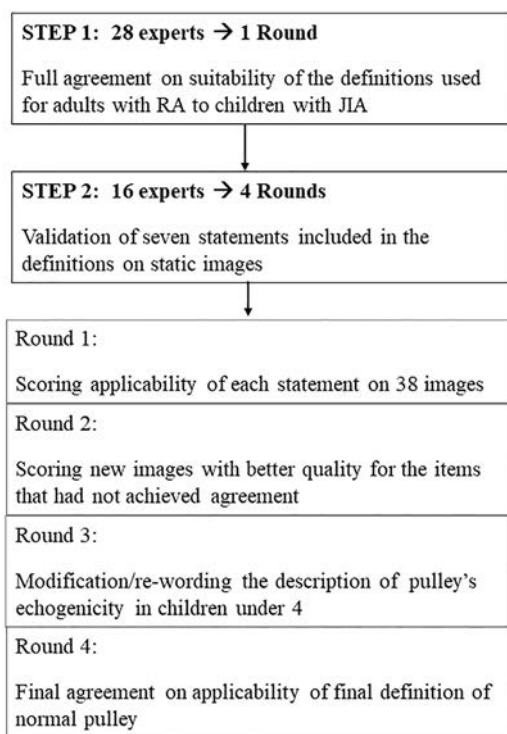 STEP 1: 28 experts → 1 Round
Full agreement on suitability of the definitions used
for adults with RA to children with JIA
STEP 2: 16 experts → 4 Rounds
Validation of seven statements included in the
definitions on static images
Round 1:
Scoring applicability of each statement on 38 images
Round 2:
Scoring new images with better quality for the items
that had not achieved agreement
Round 3:
Modification/re-wording the description of pulley's
echogenicity in children under 4
Round 4:
Final agreement on applicability of final definition of
normal pulley